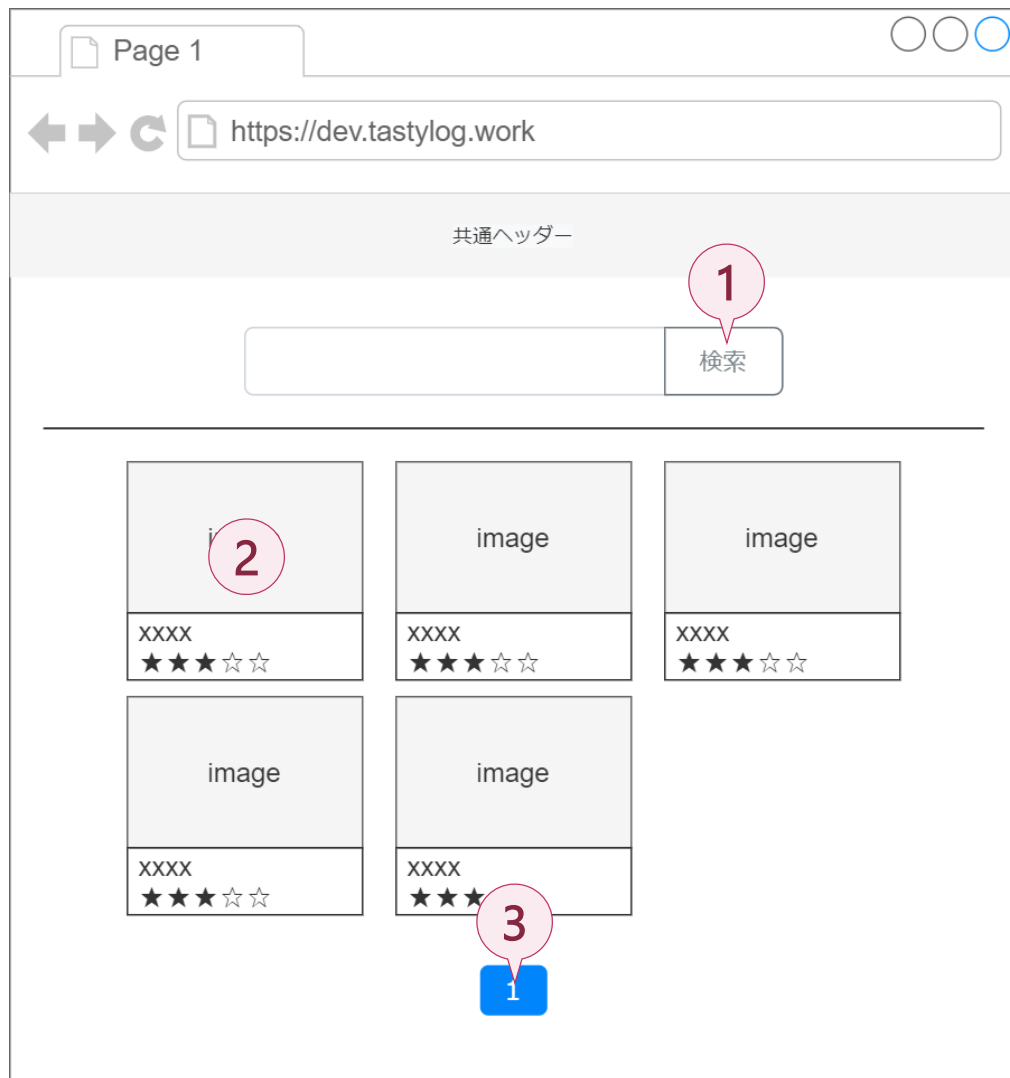 Page 1
https://dev.tastylog.work
共通ヘッダー
1
検索
2
image
image
xxxx
★★★☆☆
xxxx
★★★☆☆
xxxx
★★★☆☆
image
image
xxxx
★★★☆☆
xxxx
★★★
3
1